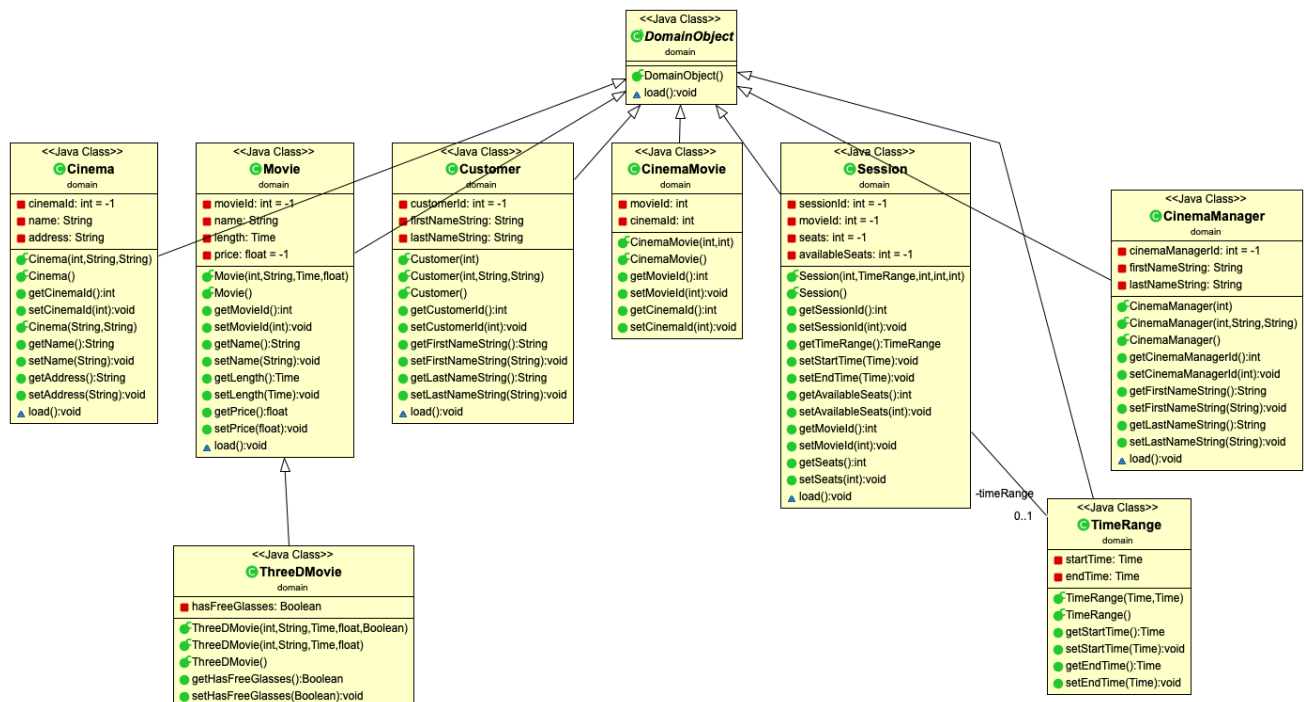 <<Java Class>>
DomainObject
domain
DomainObject()
load():void
<<Java Class>>
Cinema
domain
cinemaId: int = -1
name: String
address: String
Cinema(int,String,String)
Cinema()
getCinemaId():int
setCinemaId(int):void
Cinema(String,String)
getName():String
setName(String):void
getAddress():String
setAddress(String):void
load():void
<<Java Class>>
Movie
domain
movieId: int = -1
name: String
length: Time
price: float = -1
Movie(int,String,Time,float)
Movie()
getMovieId():int
setMovieId(int):void
getName():String
setName(String):void
getLength():Time
setLength(Time):void
getPrice():float
setPrice(float):void
load():void
<<Java Class>>
Customer
domain
customerId: int = -1
firstNameString: String
lastNameString: String
Customer(int)
Customer(int,String,String)
Customer()
getCustomerId():int
setCustomerId(int):void
getFirstNameString():String
setFirstNameString(String):void
getLastNameString():String
setLastNameString(String):void
load():void
<<Java Class>>
CinemaMovie
domain
movieId: int
cinemaId: int
CinemaMovie(int,int)
CinemaMovie()
getMovieId():int
setMovieId(int):void
getCinemaId():int
setCinemaId(int):void
<<Java Class>>
Session
domain
sessionId: int = -1
movieId: int = -1
seats: int = -1
availableSeats: int = -1
Session(int,TimeRange,int,int,int)
Session()
getSessionId():int
setSessionId(int):void
getTimeRange():TimeRange
setStartTime(Time):void
setEndTime(Time):void
getAvailableSeats():int
setAvailableSeats(int):void
getMovieId():int
setMovieId(int):void
getSeats():int
setSeats(int):void
load():void
<<Java Class>>
CinemaManager
domain
cinemaManagerId: int = -1
firstNameString: String
lastNameString: String
CinemaManager(int)
CinemaManager(int,String,String)
CinemaManager()
getCinemaManagerId():int
setCinemaManagerId(int):void
getFirstNameString():String
setFirstNameString(String):void
getLastNameString():String
setLastNameString(String):void
load():void
-timeRange
0..1
<<Java Class>>
TimeRange
domain
startTime: Time
endTime: Time
TimeRange(Time,Time)
TimeRange()
getStartTime():Time
setStartTime(Time):void
getEndTime():Time
setEndTime(Time):void
<<Java Class>>
ThreeDMovie
domain
hasFreeGlasses: Boolean
ThreeDMovie(int,String,Time,float,Boolean)
ThreeDMovie(int,String,Time,float)
ThreeDMovie()
getHasFreeGlasses():Boolean
setHasFreeGlasses(Boolean):void